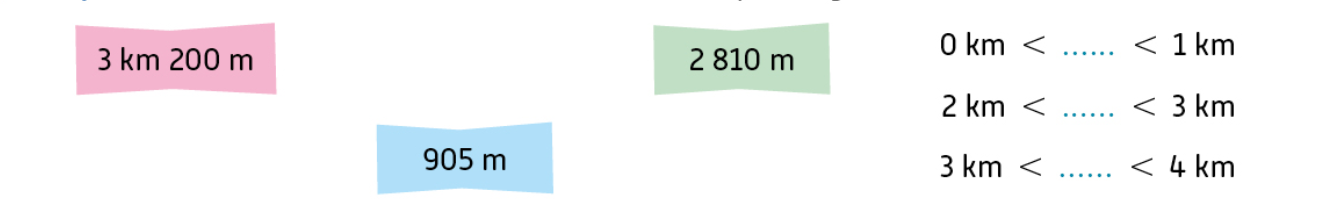 3 km 200 m
2 810 m
905 m
0 km < ...... < 1 km
2 km < ...... < 3 km
3 km < ...... < 4 km